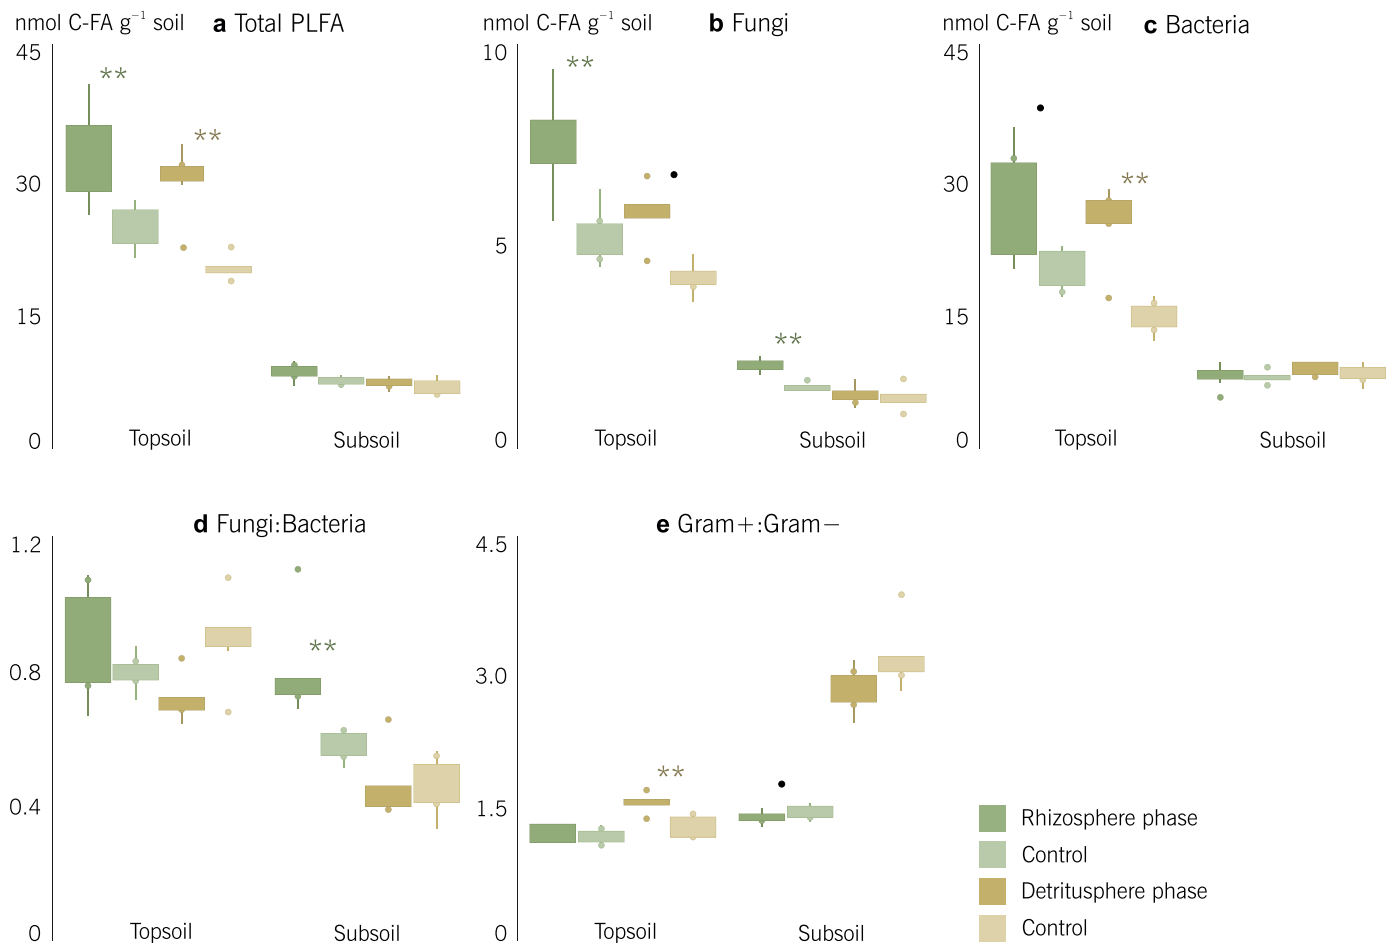 nmol C-FA g⁻¹ soil
a Total PLFA
45
**
**
30
15
0
Topsoil
Subsoil
nmol C-FA g⁻¹ soil
b Fungi
10
**
5
**
0
Topsoil
Subsoil
nmol C-FA g⁻¹ soil
c Bacteria
45
30
**
15
0
Topsoil
Subsoil
d Fungi:Bacteria
1.2
**
0.8
0.4
0
Topsoil
Subsoil
e Gram+:Gram−
4.5
3.0
**
1.5
0
Topsoil
Subsoil
Rhizosphere phase
Control
Detritusphere phase
Control